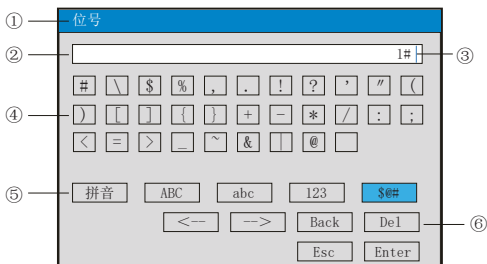 ① 位号
② 1# ③
# \ $ % , . ! ? ' " (
④ ) [ ] { } + - * / : ;
< = > _ ~ & | @
⑤ 拼音 ABC abc 123 $@#
<-- --> Back Del ⑥
Esc Enter